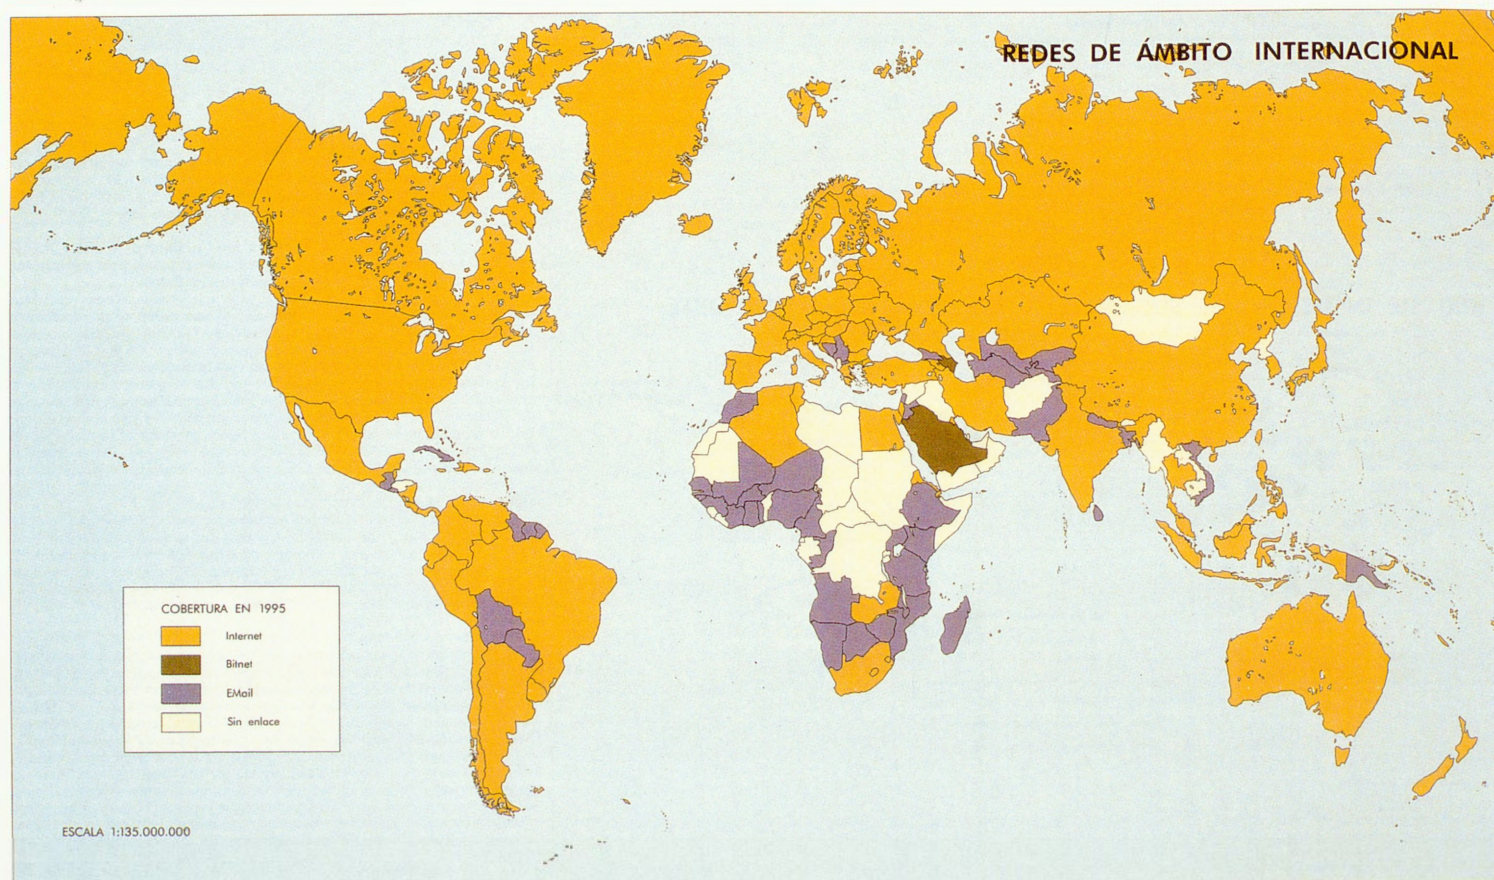 REDES DE ÁMBITO INTERNACIONAL
COBERTURA EN 1995
Internet
Bitnet
EMail
Sin enlace
ESCALA 1:135.000.000